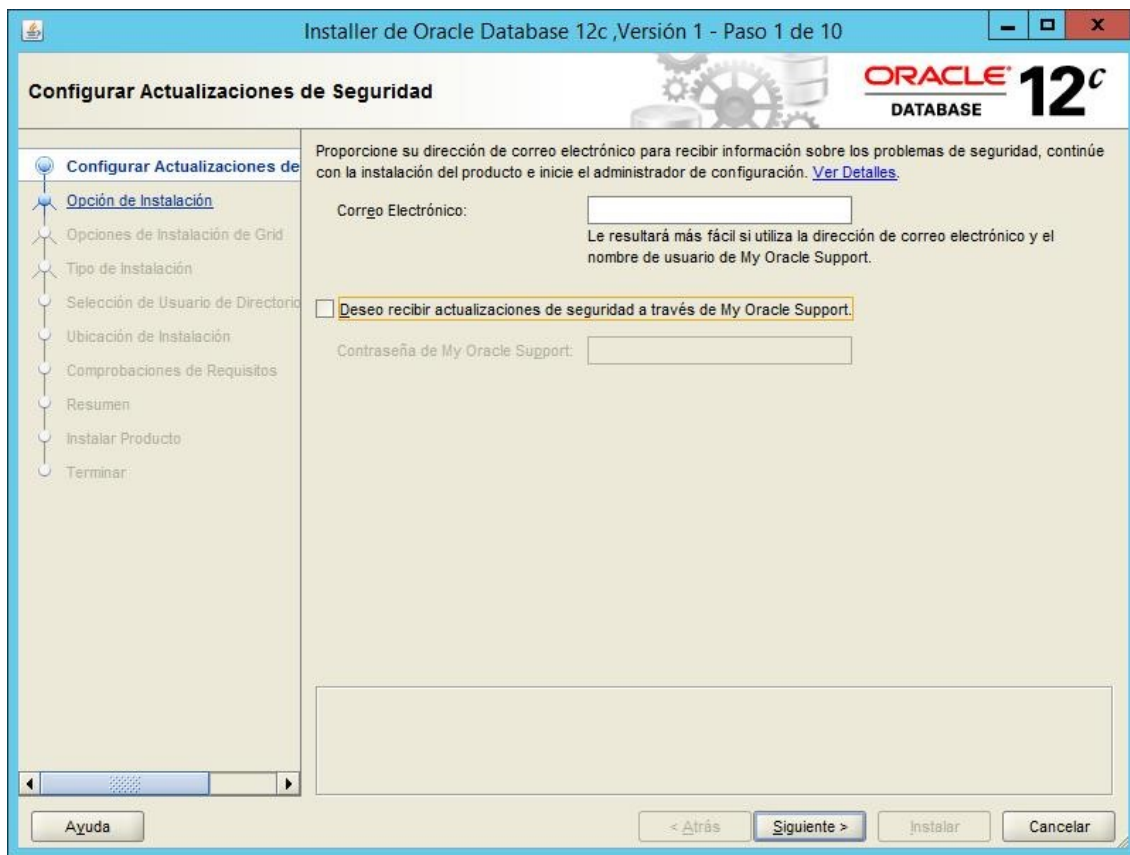 Installer de Oracle Database 12c ,Versión 1 - Paso 1 de 10
Configurar Actualizaciones de Seguridad
ORACLE
DATABASE
12c
Configurar Actualizaciones de
Opción de Instalación
Opciones de Instalación de Grid
Tipo de Instalación
Selección de Usuario de Directorio
Ubicación de Instalación
Comprobaciones de Requisitos
Resumen
Instalar Producto
Terminar
Proporcione su dirección de correo electrónico para recibir información sobre los problemas de seguridad, continúe
con la instalación del producto e inicie el administrador de configuración. Ver Detalles.
Correo Electrónico:
Le resultará más fácil si utiliza la dirección de correo electrónico y el
nombre de usuario de My Oracle Support.
Deseo recibir actualizaciones de seguridad a través de My Oracle Support.
Contraseña de My Oracle Support:
Ayuda
< Atrás
Siguiente >
Instalar
Cancelar